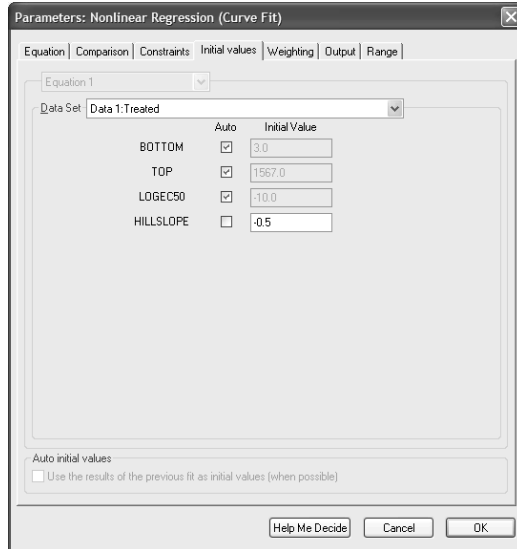 Parameters: Nonlinear Regression (Curve Fit)
Equation Comparison Constraints Initial values Weighting Output Range
Equation 1
Data Set Data 1:Treated
Auto Initial Value
BOTTOM 3.0
TOP 1567.0
LOGEC50 -10.0
HILLSLOPE -0.5
Auto initial values
Use the results of the previous fit as initial values (when possible)
Help Me Decide Cancel OK